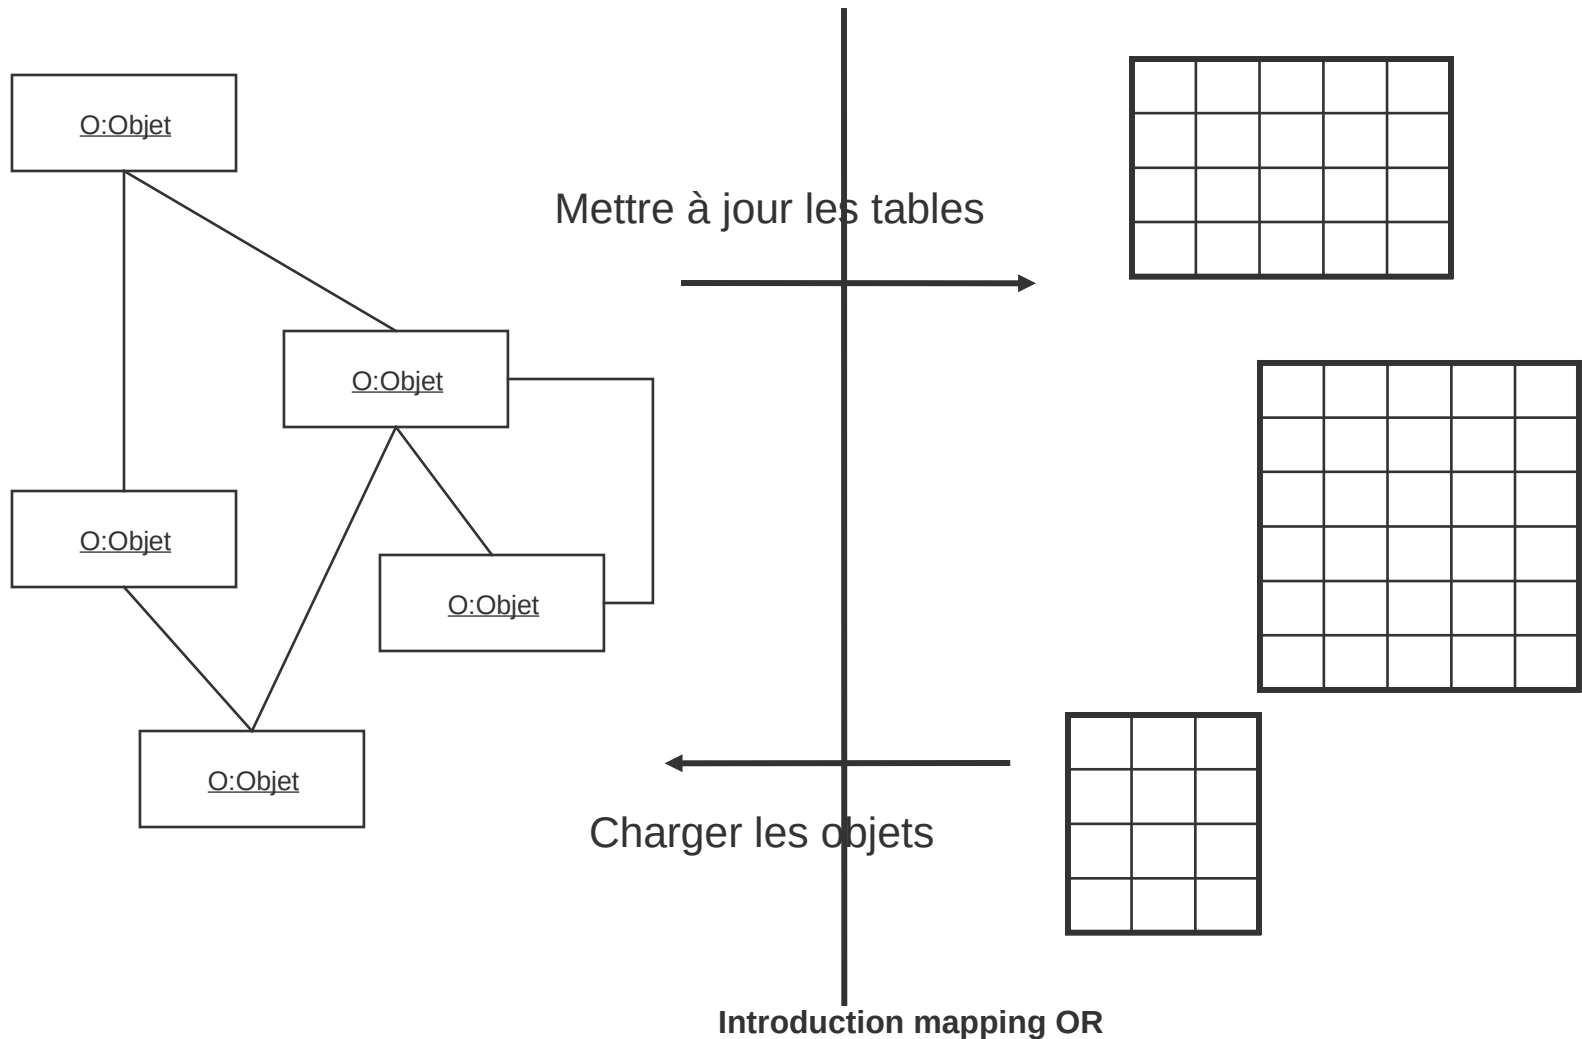 O:Objet
Mettre à jour les tables
O:Objet
O:Objet
O:Objet
O:Objet
Charger les objets
Introduction mapping OR